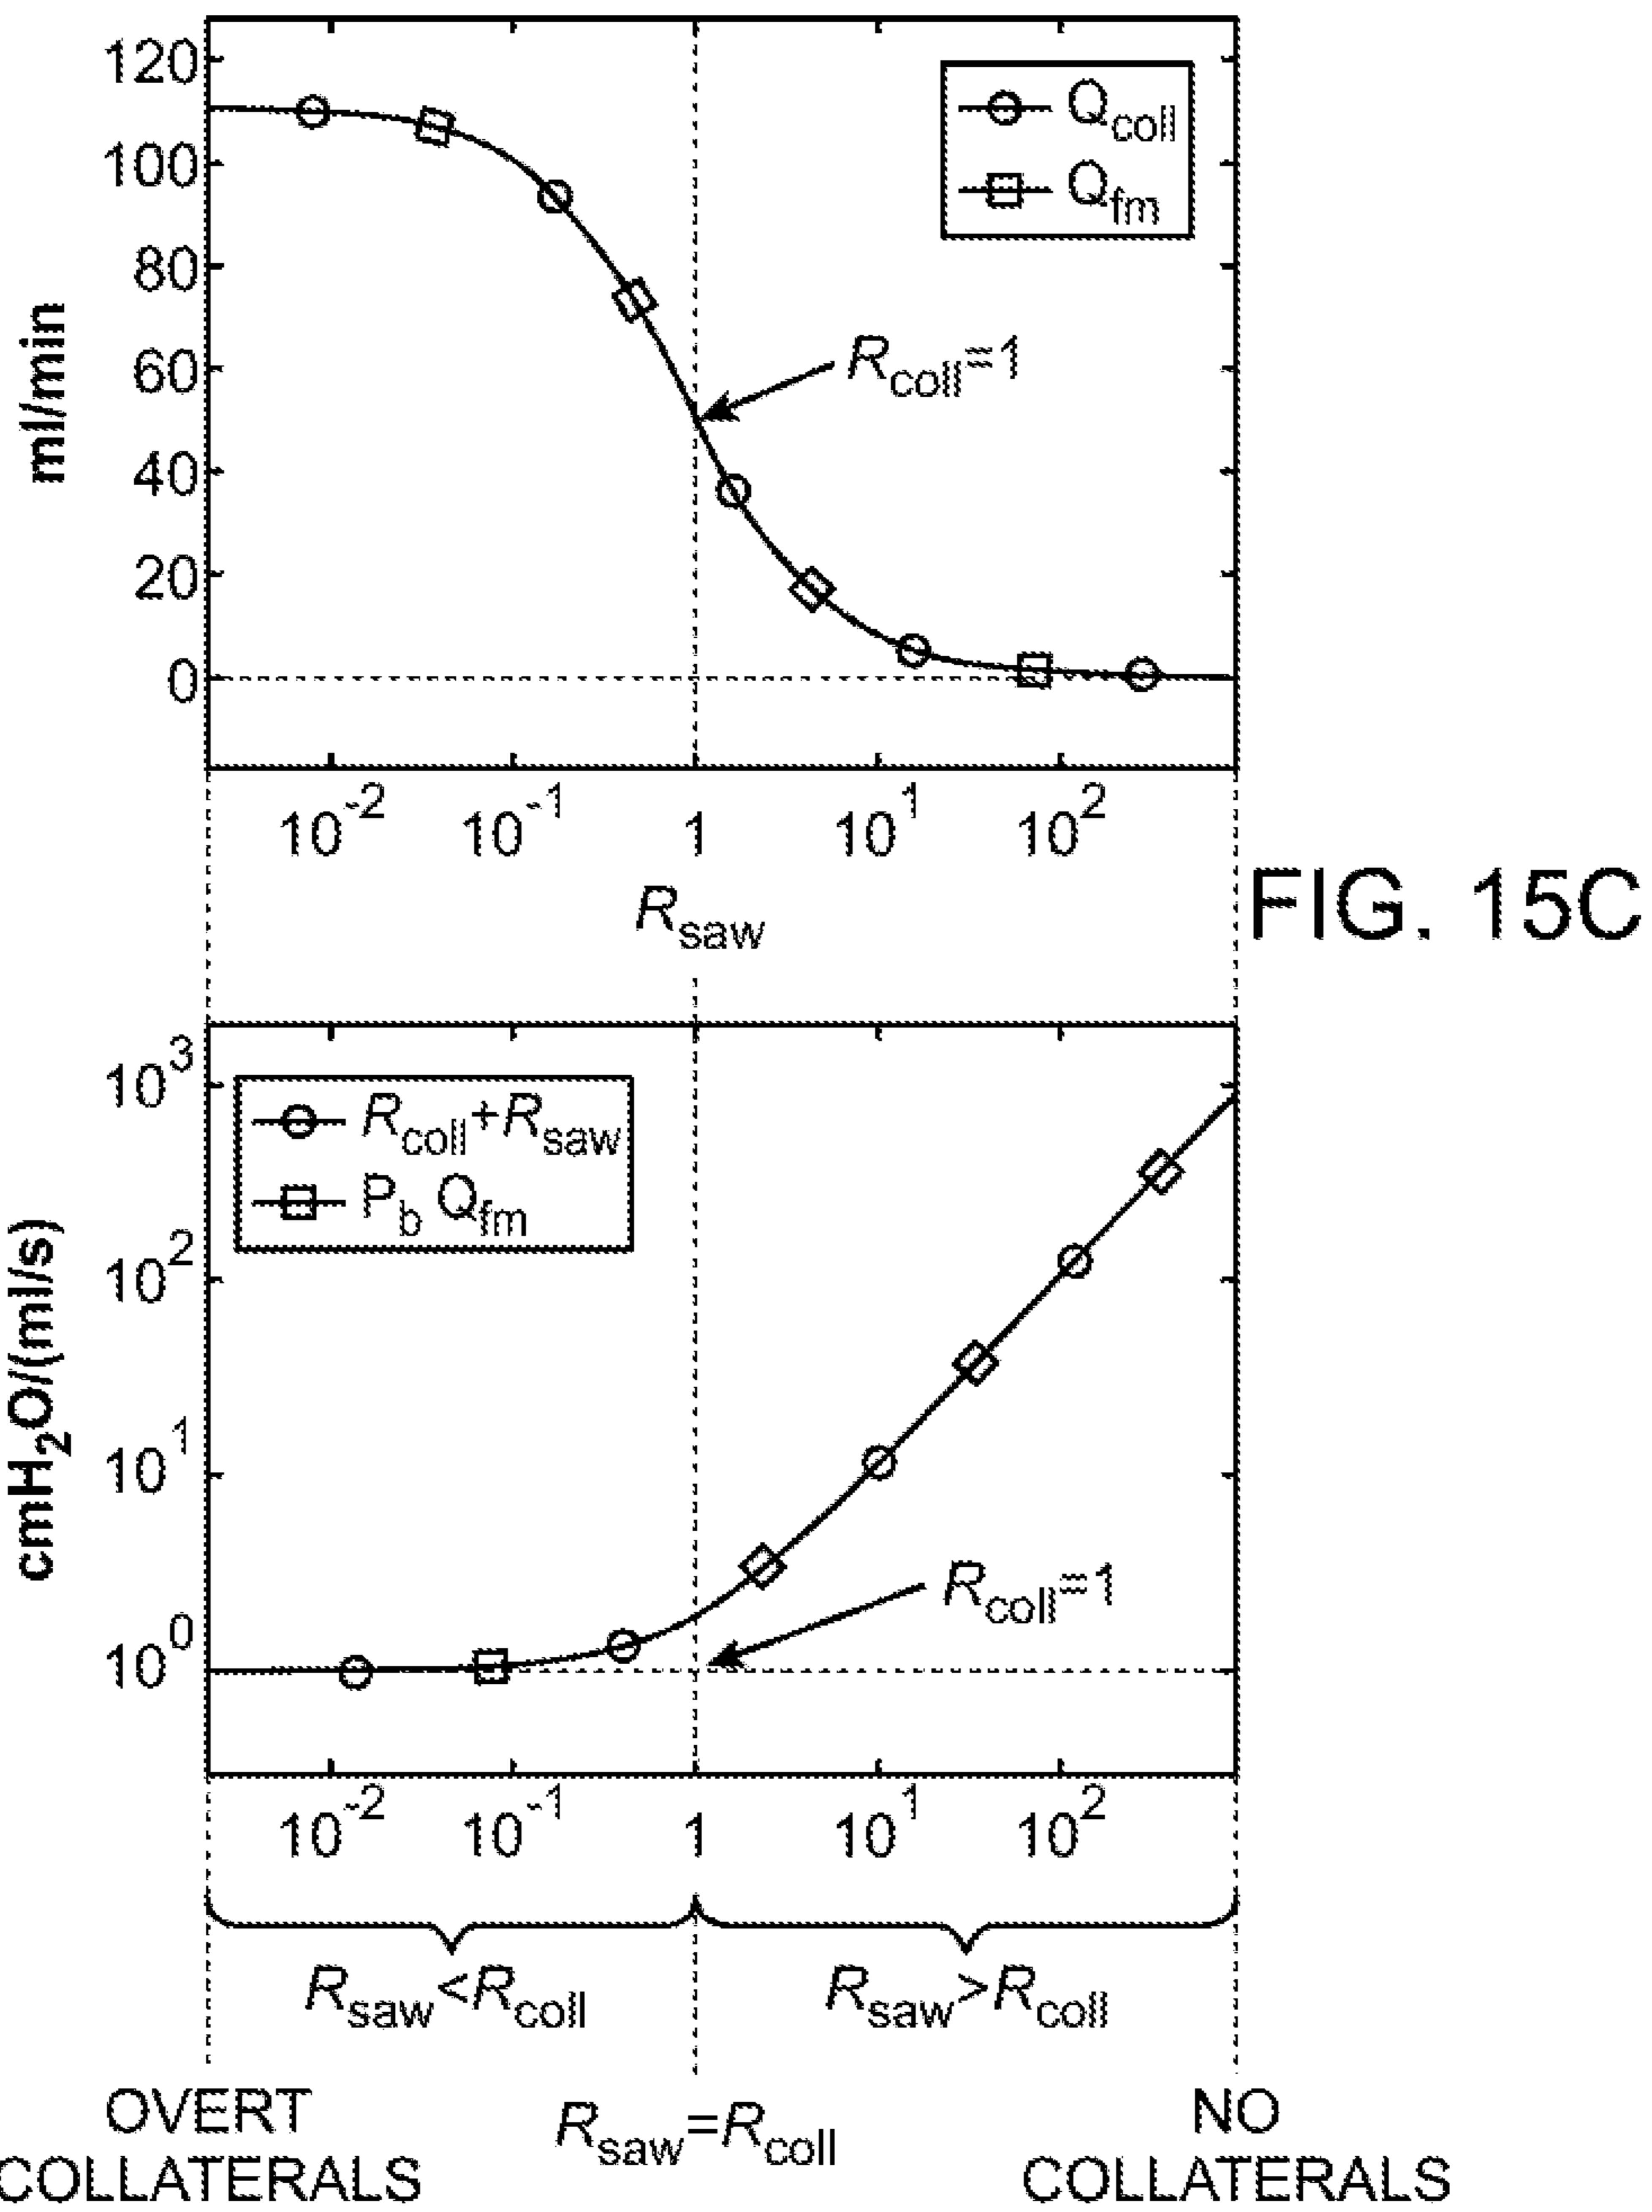 120
100
80
60
40
20
0
ml/min
Q_coll
Q_fm
R_coll=1
10^-2 10^-1 1 10^1 10^2
R_saw
FIG. 15C
10^3
10^2
10^1
10^0
cmH₂O/(ml/s)
R_coll+R_saw
P_b Q_fm
R_coll=1
10^-2 10^-1 1 10^1 10^2
R_saw<R_coll R_saw>R_coll
OVERT
COLLATERALS
R_saw=R_coll
NO
COLLATERALS